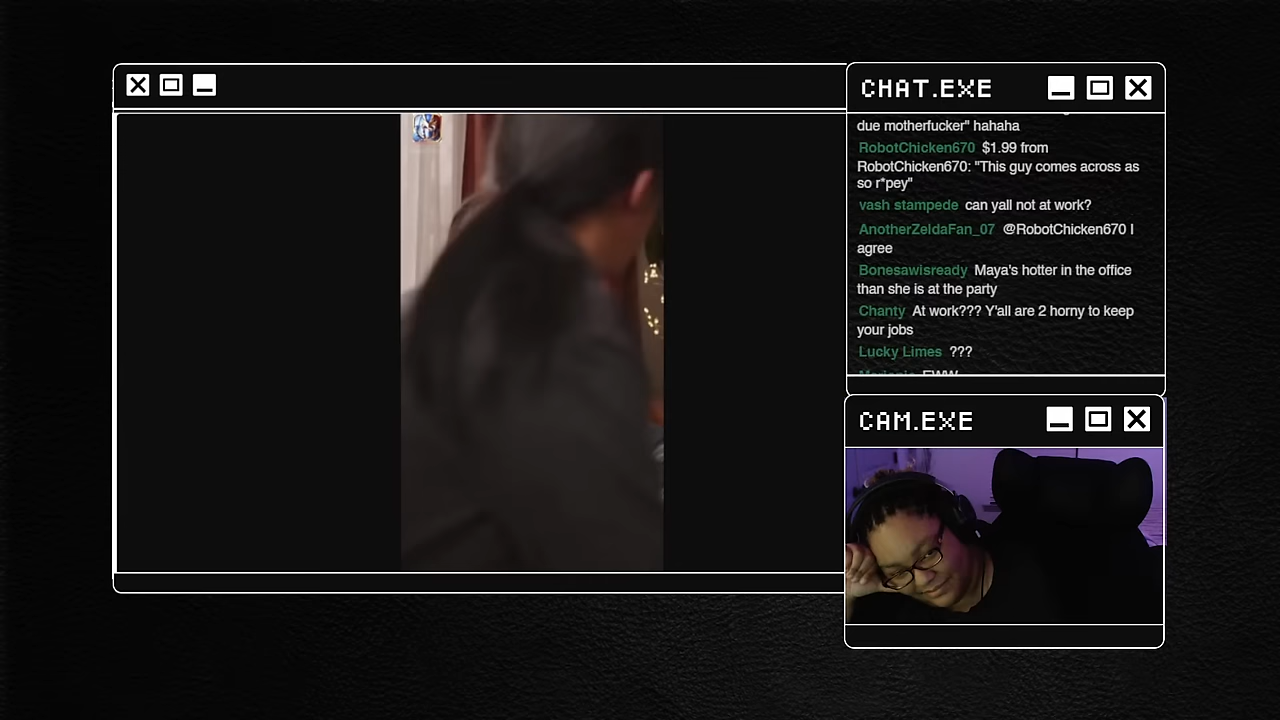 CHAT.EXE
due motherfucker" hahaha
RobotChicken670 $1.99 from
RobotChicken670: "This guy comes across as
so r*pey"
vash stampede can yall not at work?
AnotherZeldaFan_07 @RobotChicken670 I
agree
Bonesawisready Maya's hotter in the office
than she is at the party
Chanty At work??? Y'all are 2 horny to keep
your jobs
Lucky Limes ???
CAM.EXE